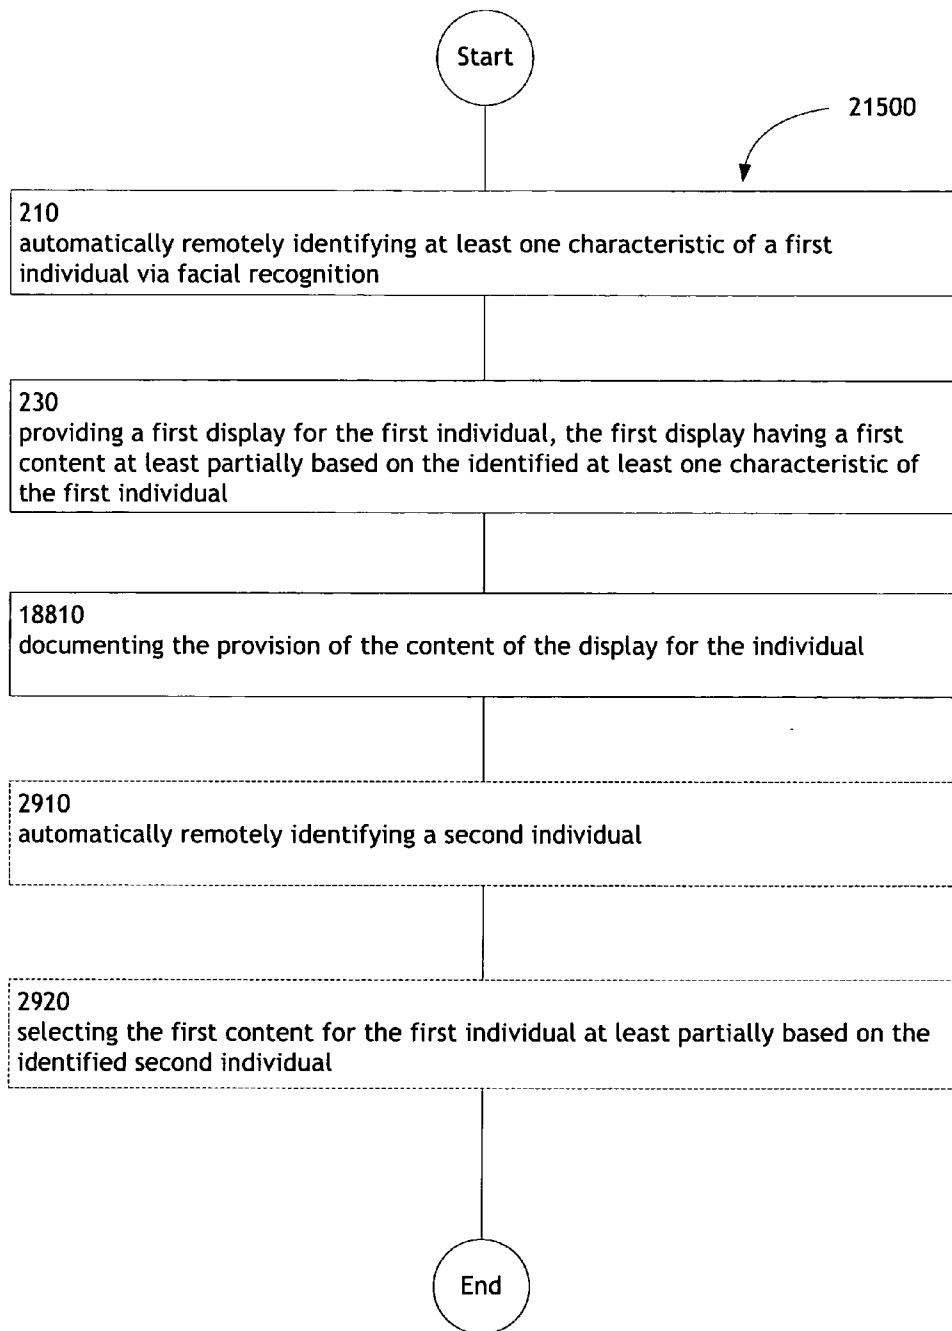 Start
21500
210
automatically remotely identifying at least one characteristic of a first
individual via facial recognition
230
providing a first display for the first individual, the first display having a first
content at least partially based on the identified at least one characteristic of
the first individual
18810
documenting the provision of the content of the display for the individual
2910
automatically remotely identifying a second individual
2920
selecting the first content for the first individual at least partially based on the
identified second individual
End